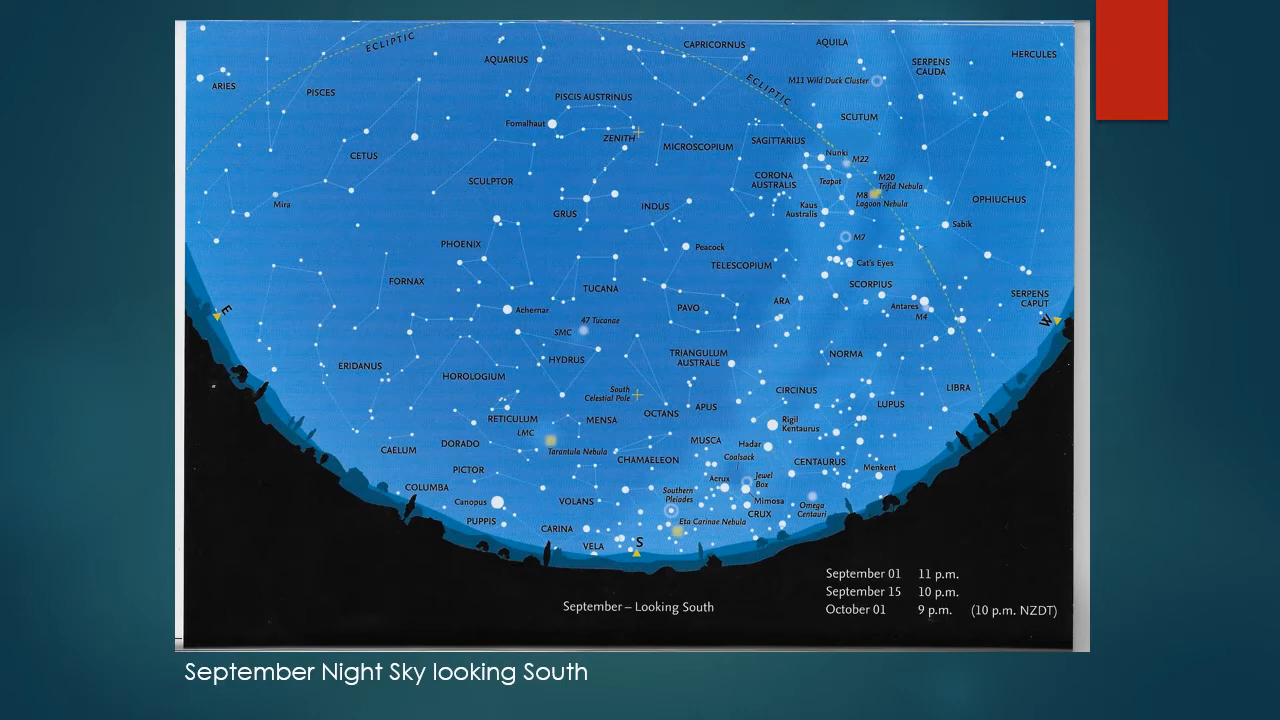 ECLIPTIC
CAPRICORNUS
AQUILA
HERCULES
AQUARIUS
SERPENS
CAUDA
ARIES
PISCES
ECLIPTIC
M11 Wild Duck Cluster
PISCIS AUSTRINUS
SCUTUM
Fomalhaut
ZENITH
MICROSCOPIUM
SAGITTARIUS
CETUS
Nunki
M22
SCULPTOR
CORONA
AUSTRALIS
Teapot
M20
Trifid Nebula
M8
Lagoon Nebula
OPHIUCHUS
Mira
GRUS
INDUS
Kaus
Australis
Sabik
PHOENIX
Peacock
M7
TELESCOPIUM
Cat's Eyes
FORNAX
TUCANA
SCORPIUS
SERPENS
CAPUT
E
Achernar
PAVO
ARA
Antares
M4
W
47 Tucanae
SMC
HYDRUS
TRIANGULUM
AUSTRALE
NORMA
ERIDANUS
HOROLOGIUM
South
Celestial Pole
CIRCINUS
LIBRA
OCTANS
APUS
LUPUS
RETICULUM
MENSA
Rigil
Kentaurus
LMC
DORADO
MUSCA
Hadar
CAELUM
Tarantula Nebula
CHAMAELEON
Coalsack
CENTAURUS
Menkent
PICTOR
Acrux
Jewel
Box
COLUMBA
Southern
Pleiades
Canopus
VOLANS
Mimosa
Omega
Centauri
CRUX
PUPPIS
CARINA
Eta Carinae Nebula
VELA
S
September 01 11 p.m.
September 15 10 p.m.
October 01 9 p.m. (10 p.m. NZDT)
September – Looking South
September Night Sky looking South